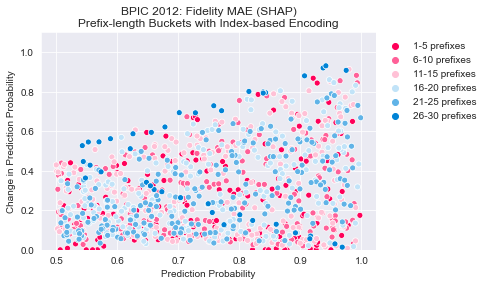 BPIC 2012: Fidelity MAE (SHAP)
Prefix-length Buckets with Index-based Encoding
1-5 prefixes
6-10 prefixes
11-15 prefixes
16-20 prefixes
21-25 prefixes
26-30 prefixes
Change in Prediction Probability
1.0
0.8
0.6
0.4
0.2
0.0
0.5 0.6 0.7 0.8 0.9 1.0
Prediction Probability